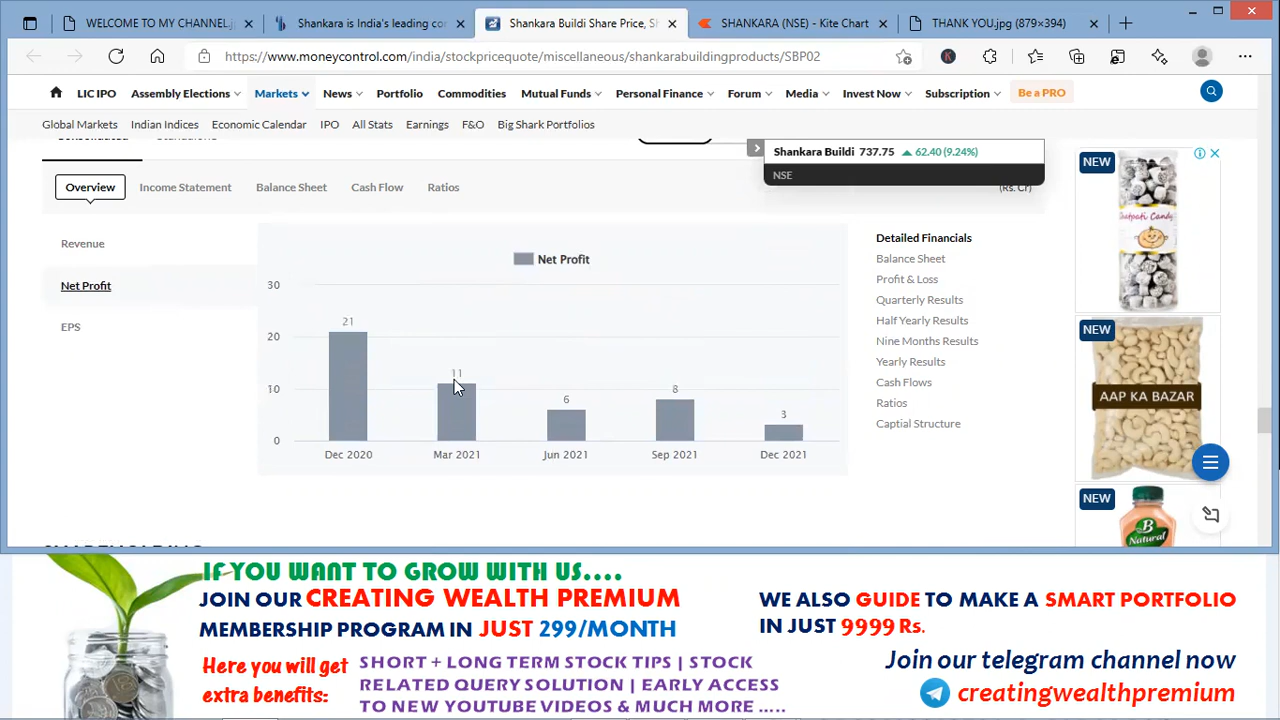 WELCOME TO MY CHANNEL.j
Shankara is India's leading co
Shankara Buildi Share Price, S
SHANKARA (NSE) - Kite Chart
THANK YOU.jpg (879×394)
https://www.moneycontrol.com/india/stockpricequote/miscellaneous/shankarabuildingproducts/SBP02
LIC IPO Assembly Elections Markets News Portfolio Commodities Mutual Funds Personal Finance Forum Media Invest Now Subscription Be a PRO
Global Markets Indian Indices Economic Calendar IPO All Stats Earnings F&O Big Shark Portfolios
Consolidated Standalone
Shankara Buildi 737.75 62.40 (9.24%)
NSE
Overview Income Statement Balance Sheet Cash Flow Ratios (Rs. Cr)
Revenue
Net Profit
EPS
Net Profit
30
20
10
0
21
11
6
8
3
Dec 2020 Mar 2021 Jun 2021 Sep 2021 Dec 2021
Detailed Financials
Balance Sheet
Profit & Loss
Quarterly Results
Half Yearly Results
Nine Months Results
Yearly Results
Cash Flows
Ratios
Captial Structure
NEW
Candy
NEW
AAP KA BAZAR
NEW
B Natural
IF YOU WANT TO GROW WITH US....
JOIN OUR CREATING WEALTH PREMIUM
MEMBERSHIP PROGRAM IN JUST 299/MONTH
Here you will get
extra benefits:
SHORT + LONG TERM STOCK TIPS | STOCK
RELATED QUERY SOLUTION | EARLY ACCESS
TO NEW YOUTUBE VIDEOS & MUCH MORE .....
WE ALSO GUIDE TO MAKE A SMART PORTFOLIO
IN JUST 9999 Rs.
Join our telegram channel now
creatingwealthpremium